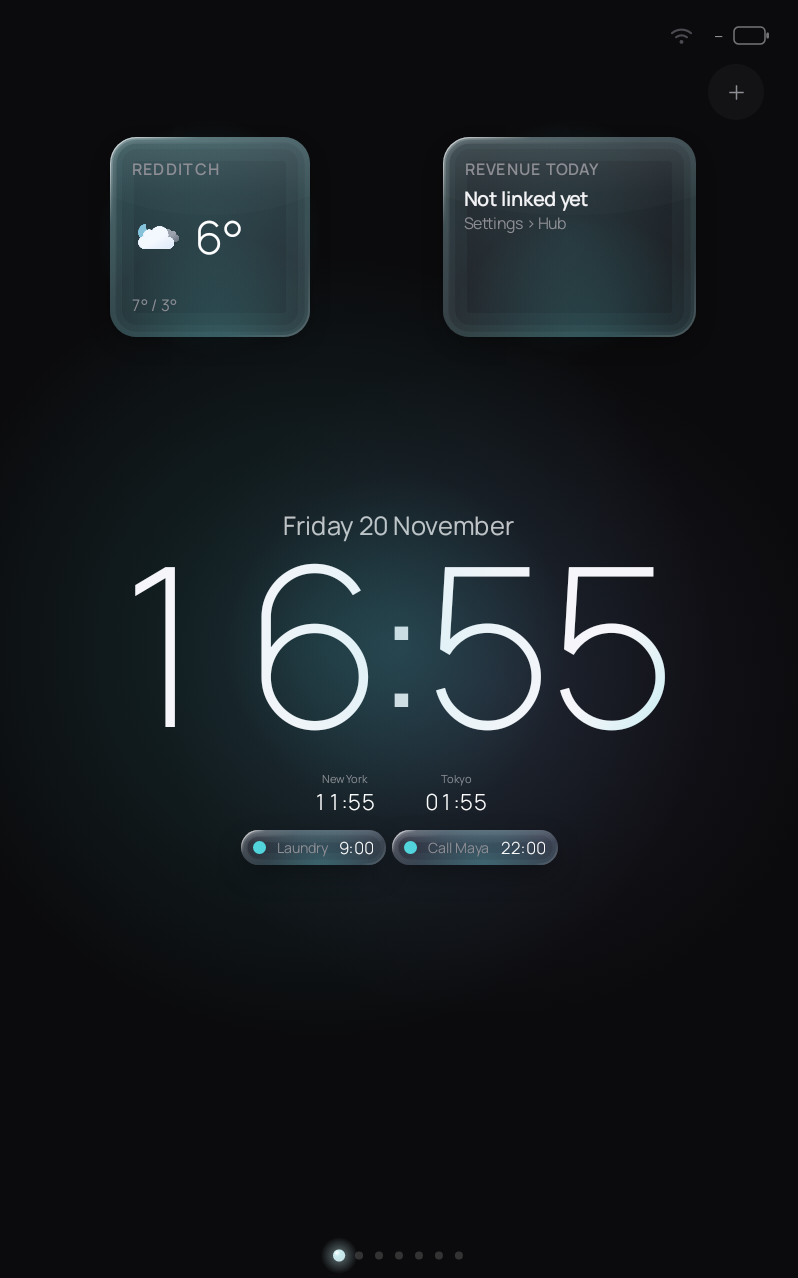 –
+
REDDITCH
6°
7° / 3°
REVENUE TODAY
Not linked yet
Settings › Hub
Friday 20 November
16:55
New York
11:55
Tokyo
01:55
Laundry 9:00
Call Maya 22:00